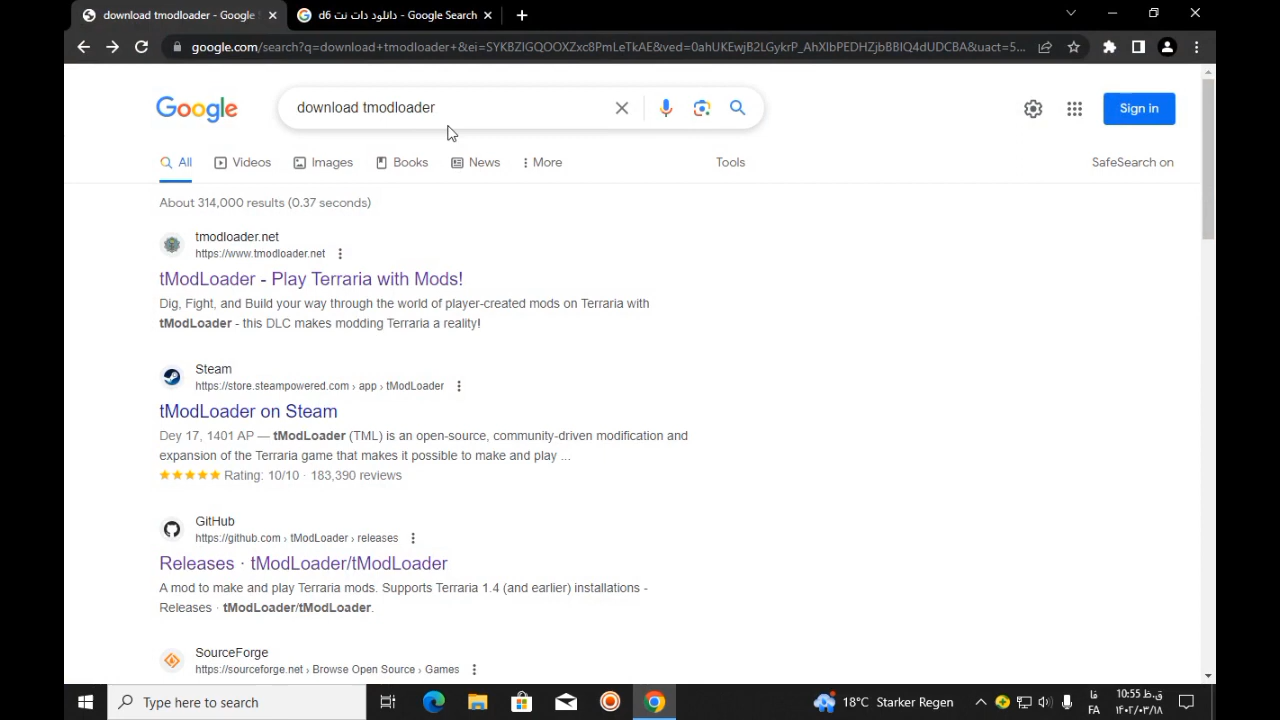 download tmodloader - Google S
دانلود دات نت d6 - Google Search
google.com/search?q=download+tmodloader+&ei=SYKBZIGQOOXZxc8PmLeTkAE&ved=0ahUKEwjB2LGykrP_AhXlbPEDHZjbBBIQ4dUDCBA&uact=5...
Google
download tmodloader
Sign in
All
Videos
Images
Books
News
More
Tools
SafeSearch on
About 314,000 results (0.37 seconds)
tmodloader.net
https://www.tmodloader.net
tModLoader - Play Terraria with Mods!
Dig, Fight, and Build your way through the world of player-created mods on Terraria with
tModLoader - this DLC makes modding Terraria a reality!
Steam
https://store.steampowered.com › app › tModLoader
tModLoader on Steam
Dey 17, 1401 AP — tModLoader (TML) is an open-source, community-driven modification and
expansion of the Terraria game that makes it possible to make and play ...
Rating: 10/10 · 183,390 reviews
GitHub
https://github.com › tModLoader › releases
Releases · tModLoader/tModLoader
A mod to make and play Terraria mods. Supports Terraria 1.4 (and earlier) installations -
Releases · tModLoader/tModLoader.
SourceForge
https://sourceforge.net › Browse Open Source › Games
Type here to search
18°C Starker Regen
فا
FA
10:55 ق.ظ
۱۴۰۲/۰۳/۱۸